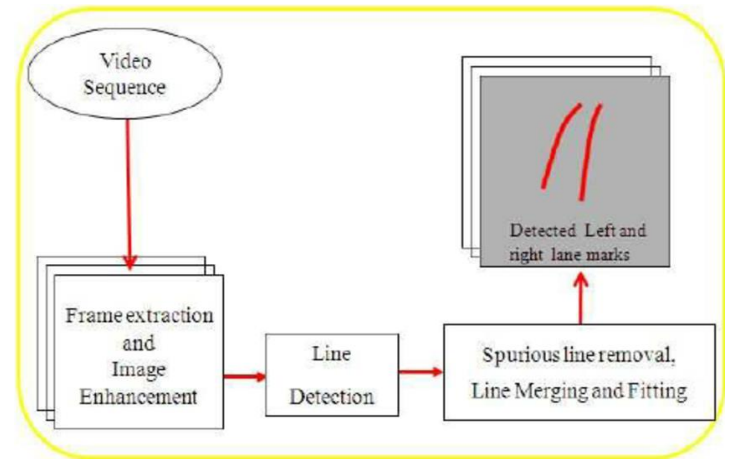 Video
Sequence
Frame extraction
and
Image
Enhancement
Line
Detection
Spurious line removal,
Line Merging and Fitting
Detected Left and
right lane marks